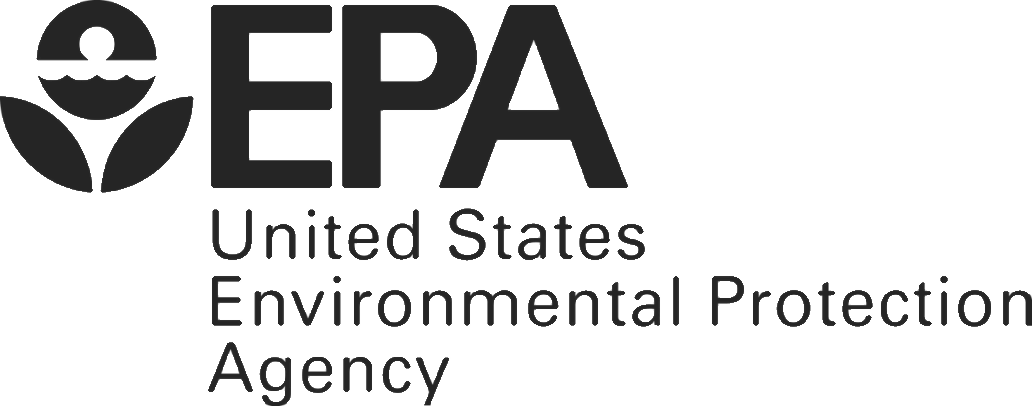 EPA
United States
Environmental Protection
Agency